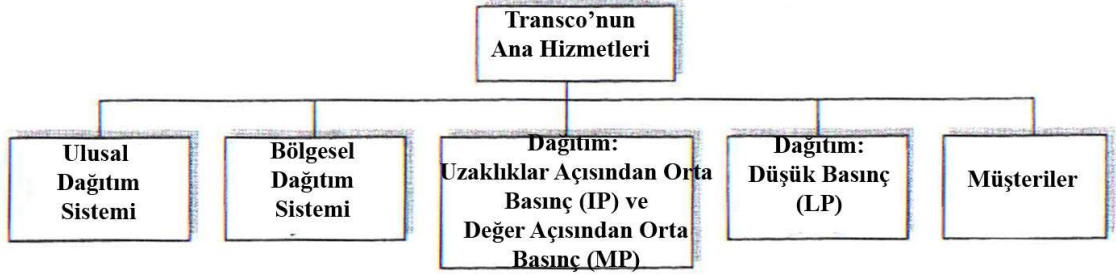 Transco’nun
Ana Hizmetleri
Ulusal
Dağıtım
Sistemi
Bölgesel
Dağıtım
Sistemi
Dağıtım:
Uzaklıklar Açısından Orta
Basınç (IP) ve
Değer Açısından Orta
Basınç (MP)
Dağıtım:
Düşük Basınç
(LP)
Müşteriler